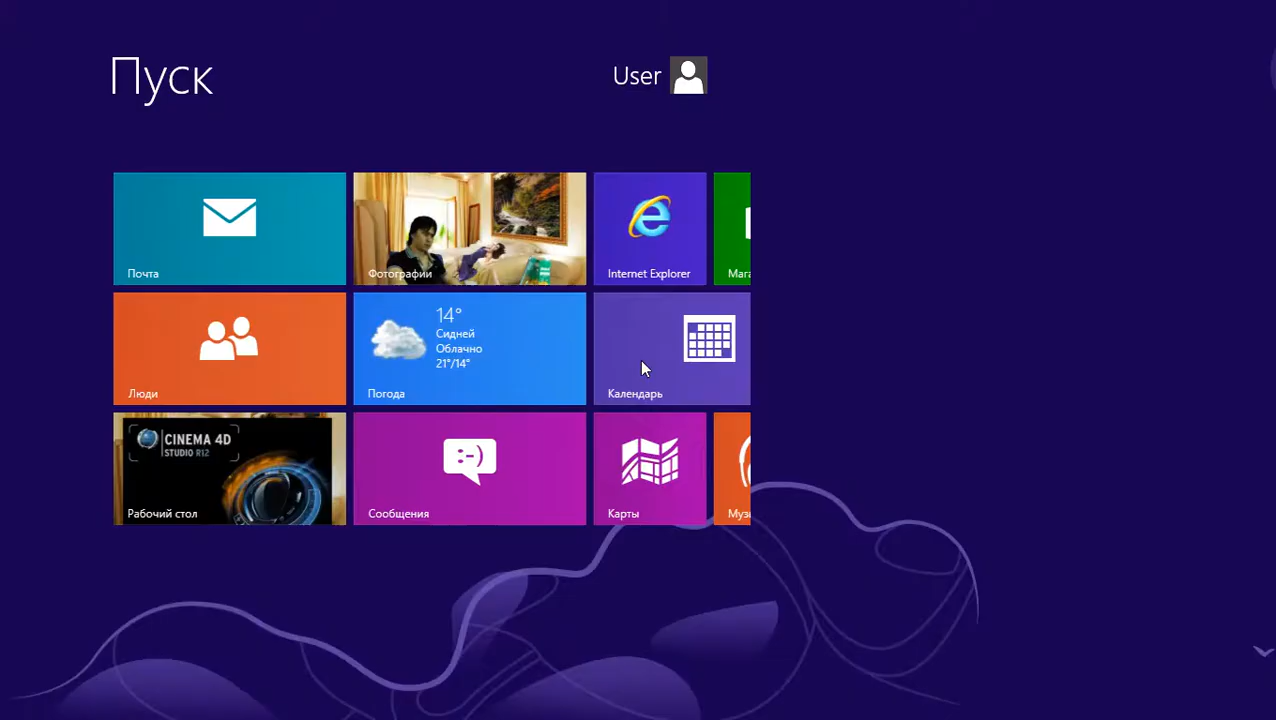 Пуск
User
Почта
Фотографии
Internet Explorer
Люди
14°
Сидней
Облачно
21°/14°
Погода
Календарь
CINEMA 4D
STUDIO R12
Рабочий стол
:-)
Сообщения
Карты